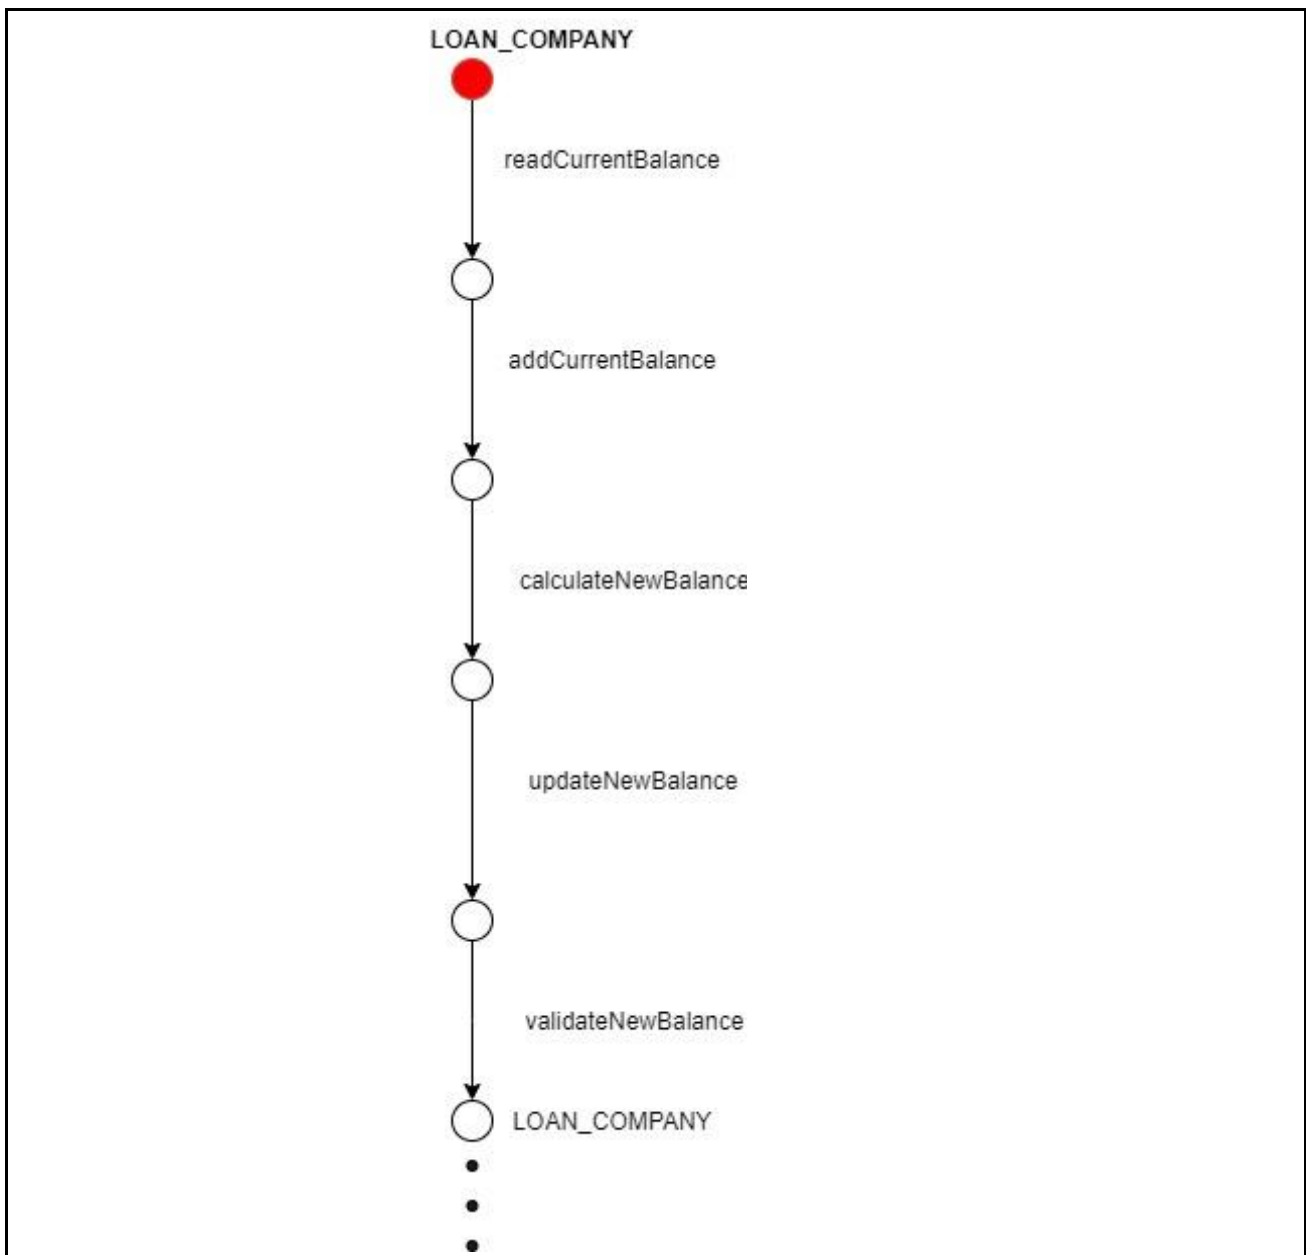 LOAN_COMPANY
readCurrentBalance
addCurrentBalance
calculateNewBalance
updateNewBalance
validateNewBalance
LOAN_COMPANY